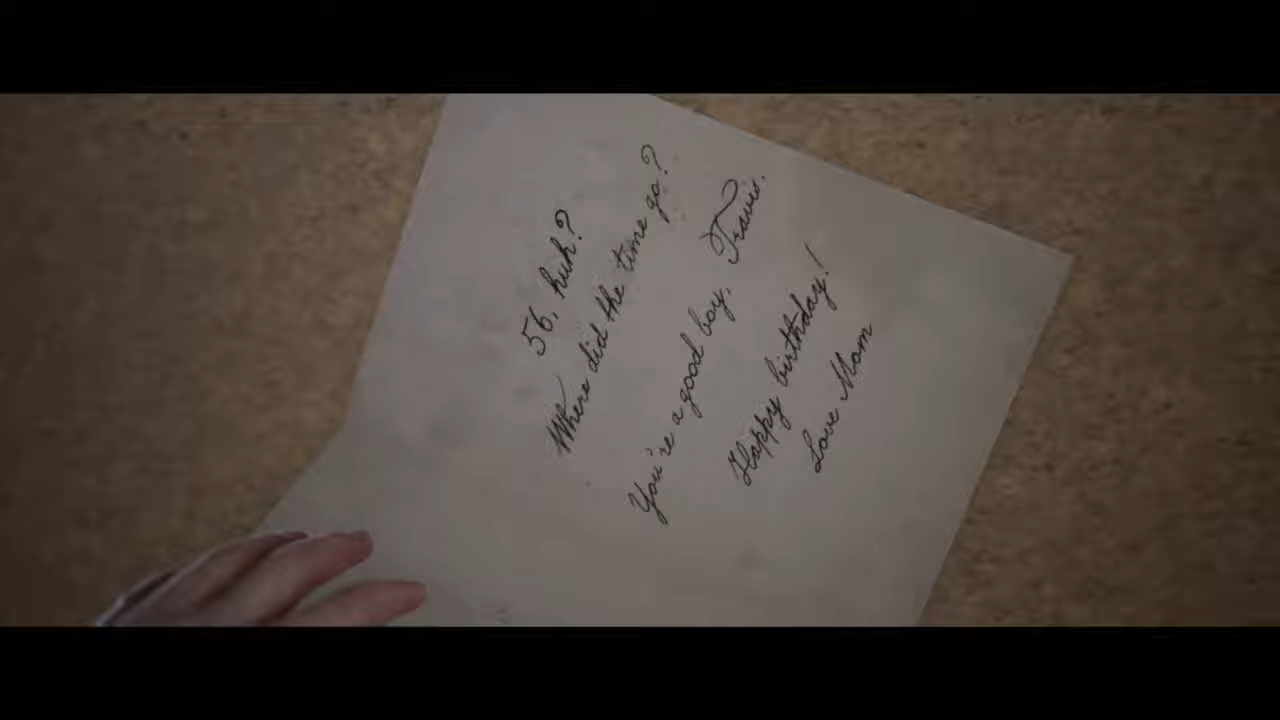 56, huh?
Where did the time go?
You're a good boy, Travis.
Happy birthday!
Love Mom